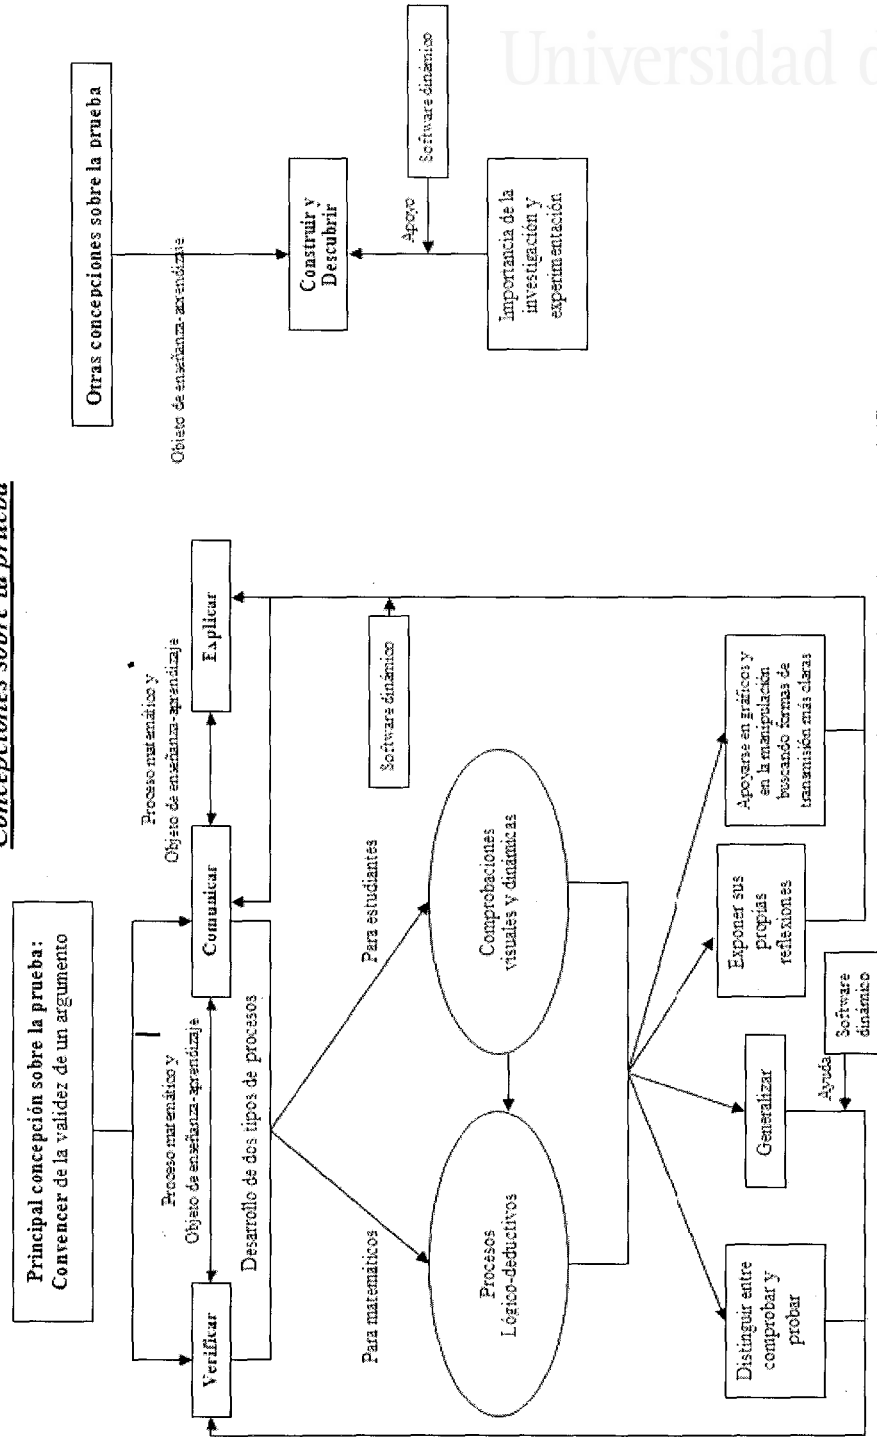 Concepciones sobre la prueba
Principal concepción sobre la prueba:
Convencer de la validez de un argumento
Proceso matemático y
Objeto de enseñanza-aprendizaje
Proceso matemático y
Objeto de enseñanza-aprendizaje
Verificar
Comunicar
Explicar
Desarrollo de dos tipos de procesos
Para matemáticos
Para estudiantes
Software dinámico
Procesos
Lógico-deductivos
Comprobaciones
visuales y dinámicas
Distinguir entre
comprobar y
probar
Generalizar
Exponer sus
propias
reflexiones
Apoyarse en gráficos y
en la manipulación
buscando formas de
transmisión más claras
Ayuda
Software
dinámico
Otras concepciones sobre la prueba
Objeto de enseñanza-aprendizaje
Construir y
Descubrir
Apoyo
Software dinámico
Importancia de la
investigación y
experimentación
Universidad d